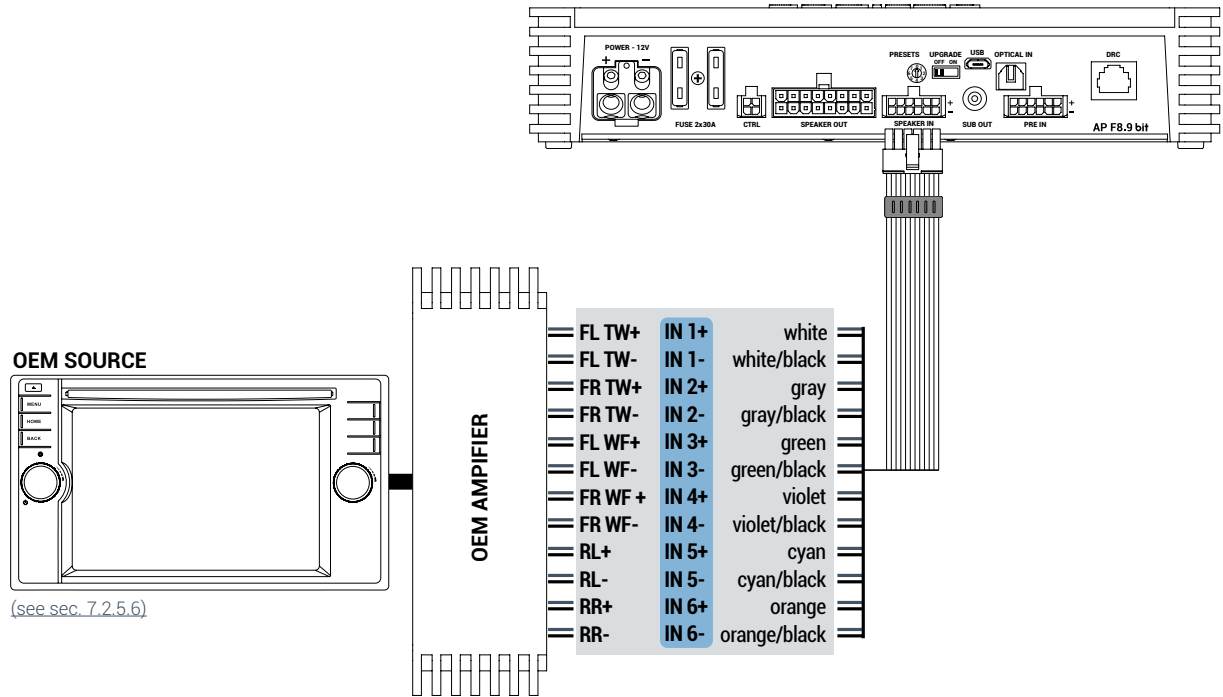 POWER - 12V
+ -
FUSE 2x30A
CTRL
SPEAKER OUT
PRESETS
UPGRADE
OFF ON
USB
OPTICAL IN
DRC
+
-
SPEAKER IN
SUB OUT
+
-
PRE IN
AP F8.9 bit
OEM SOURCE
MENU
HOME
BACK
(see sec. 7.2.5.6)
OEM AMPIFIER
FL TW+ IN 1+ white
FL TW- IN 1- white/black
FR TW+ IN 2+ gray
FR TW- IN 2- gray/black
FL WF+ IN 3+ green
FL WF- IN 3- green/black
FR WF + IN 4+ violet
FR WF- IN 4- violet/black
RL+ IN 5+ cyan
RL- IN 5- cyan/black
RR+ IN 6+ orange
RR- IN 6- orange/black